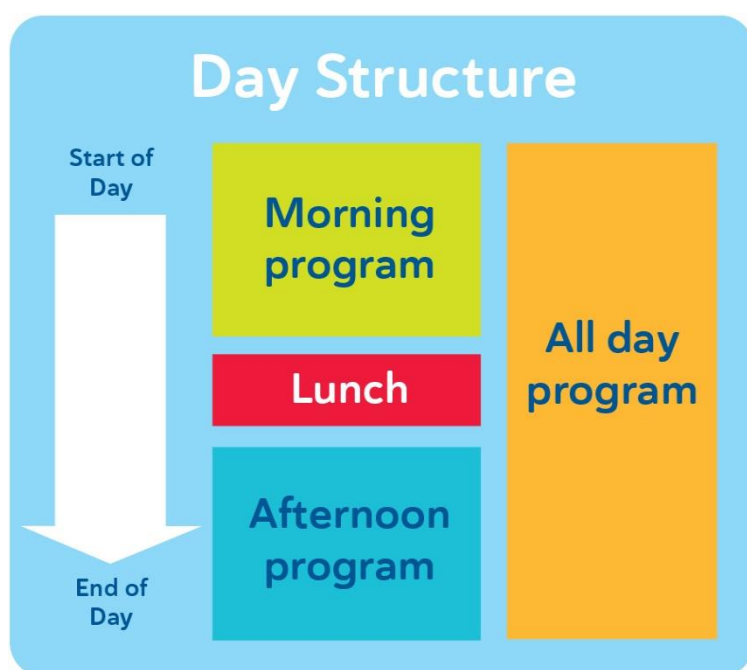 Day Structure
Start of
Day
Morning
program
Lunch
Afternoon
program
All day
program
End of
Day